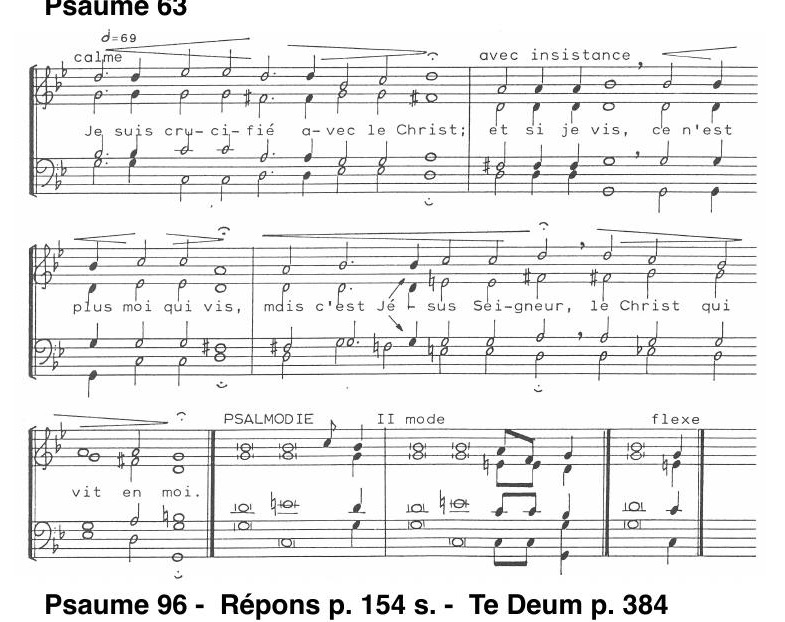 Psaume 63
𝅗𝅥=69
calme avec insistance
Je suis cru-ci-fié a-vec le Christ; et si je vis, ce n'est
plus moi qui vis, mais c'est Jé-sus Sei-gneur, le Christ qui
PSALMODIE II mode flexe
vit en moi.
Psaume 96 - Répons p. 154 s. - Te Deum p. 384